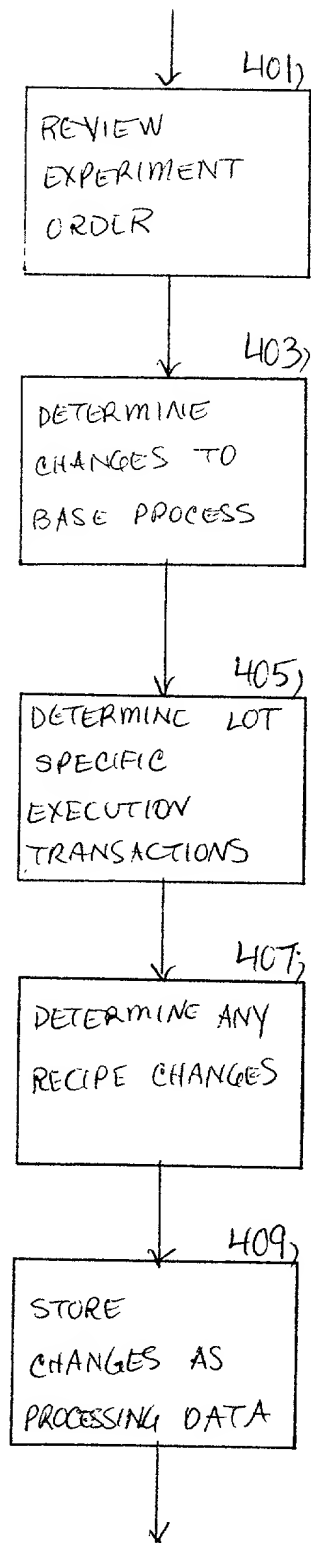 401
REVIEW
EXPERIMENT
ORDER
403
DETERMINE
CHANGES TO
BASE PROCESS
405
DETERMINE LOT
SPECIFIC
EXECUTION
TRANSACTIONS
407
DETERMINE ANY
RECIPE CHANGES
409
STORE
CHANGES AS
PROCESSING DATA